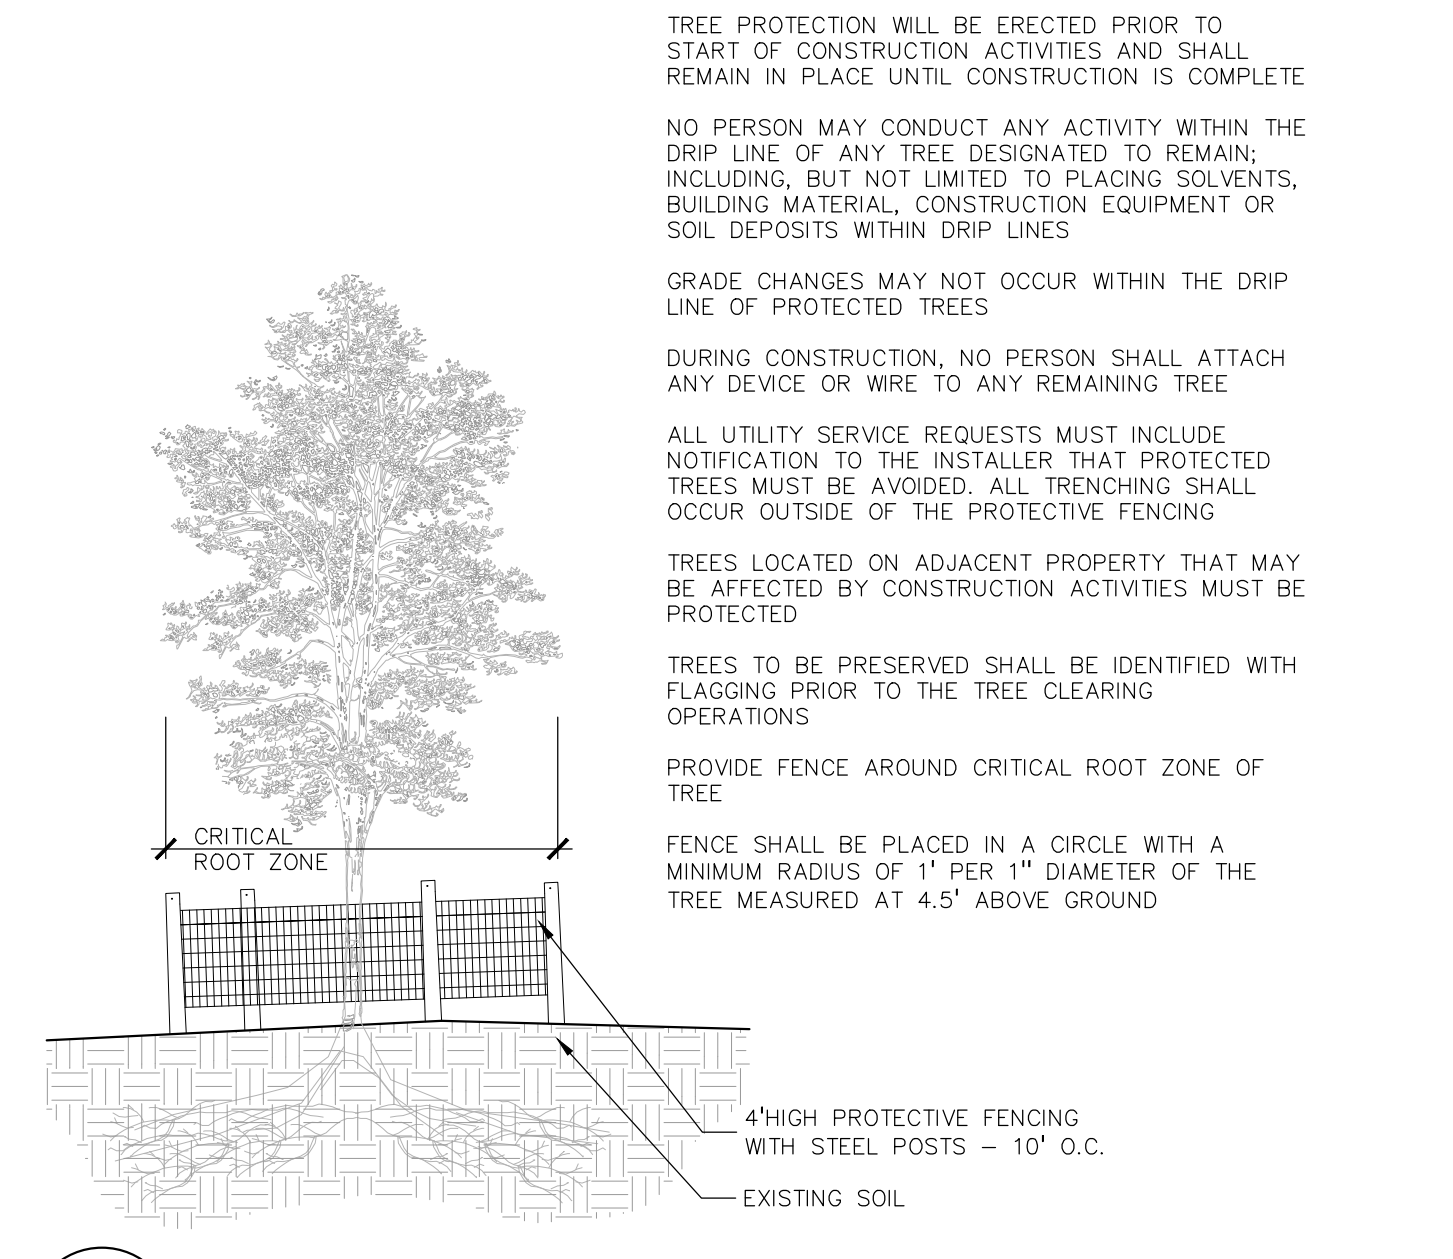 TREE PROTECTION WILL BE ERECTED PRIOR TO
START OF CONSTRUCTION ACTIVITIES AND SHALL
REMAIN IN PLACE UNTIL CONSTRUCTION IS COMPLETE
NO PERSON MAY CONDUCT ANY ACTIVITY WITHIN THE
DRIP LINE OF ANY TREE DESIGNATED TO REMAIN;
INCLUDING, BUT NOT LIMITED TO PLACING SOLVENTS,
BUILDING MATERIAL, CONSTRUCTION EQUIPMENT OR
SOIL DEPOSITS WITHIN DRIP LINES
GRADE CHANGES MAY NOT OCCUR WITHIN THE DRIP
LINE OF PROTECTED TREES
DURING CONSTRUCTION, NO PERSON SHALL ATTACH
ANY DEVICE OR WIRE TO ANY REMAINING TREE
ALL UTILITY SERVICE REQUESTS MUST INCLUDE
NOTIFICATION TO THE INSTALLER THAT PROTECTED
TREES MUST BE AVOIDED. ALL TRENCHING SHALL
OCCUR OUTSIDE OF THE PROTECTIVE FENCING
TREES LOCATED ON ADJACENT PROPERTY THAT MAY
BE AFFECTED BY CONSTRUCTION ACTIVITIES MUST BE
PROTECTED
TREES TO BE PRESERVED SHALL BE IDENTIFIED WITH
FLAGGING PRIOR TO THE TREE CLEARING
OPERATIONS
PROVIDE FENCE AROUND CRITICAL ROOT ZONE OF
TREE
FENCE SHALL BE PLACED IN A CIRCLE WITH A
MINIMUM RADIUS OF 1' PER 1" DIAMETER OF THE
TREE MEASURED AT 4.5' ABOVE GROUND
CRITICAL
ROOT ZONE
4'HIGH PROTECTIVE FENCING
WITH STEEL POSTS – 10' O.C.
EXISTING SOIL